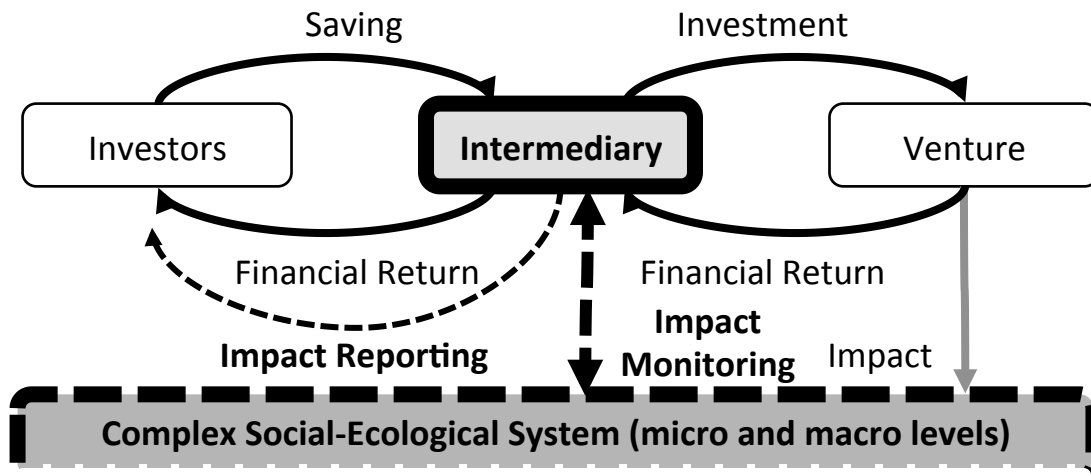 Saving
Investment
Investors
Intermediary
Venture
Financial Return
Financial Return
Impact Reporting
Impact
Monitoring
Impact
Complex Social-Ecological System (micro and macro levels)